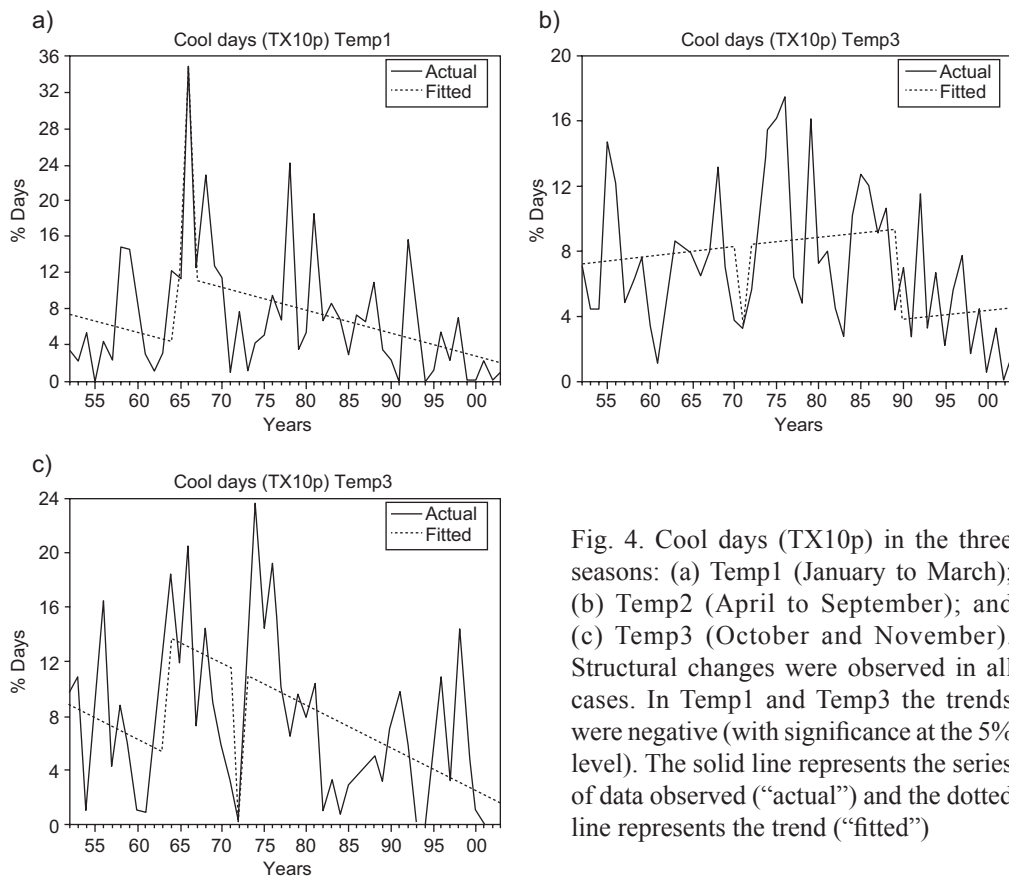 a)
Cool days (TX10p) Temp1
36
32
28
24
20
16
12
8
4
0
% Days
Actual
Fitted
55 60 65 70 75 80 85 90 95 00
Years
b)
Cool days (TX10p) Temp3
20
16
12
8
4
0
% Days
Actual
Fitted
55 60 65 70 75 80 85 90 95 00
Years
c)
Cool days (TX10p) Temp3
24
20
16
12
8
4
0
% Days
Actual
Fitted
55 60 65 70 75 80 85 90 95 00
Years
Fig. 4. Cool days (TX10p) in the three
seasons: (a) Temp1 (January to March);
(b) Temp2 (April to September); and
(c) Temp3 (October and November).
Structural changes were observed in all
cases. In Temp1 and Temp3 the trends
were negative (with significance at the 5%
level). The solid line represents the series
of data observed (“actual”) and the dotted
line represents the trend (“fitted”)